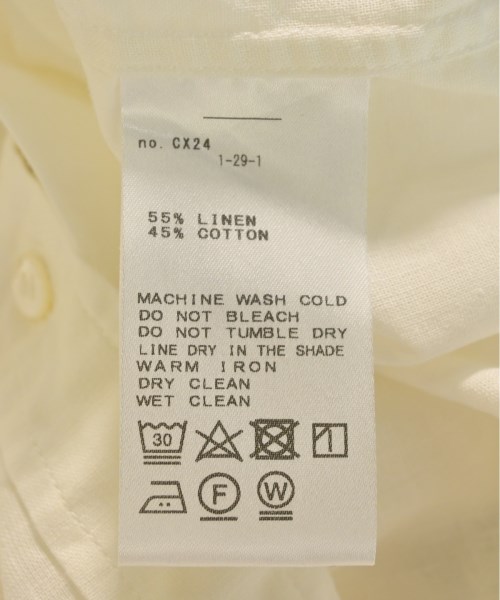 no. CX24
1-29-1
55% LINEN
45% COTTON
MACHINE WASH COLD
DO NOT BLEACH
DO NOT TUMBLE DRY
LINE DRY IN THE SHADE
WARM IRON
DRY CLEAN
WET CLEAN
30
F W